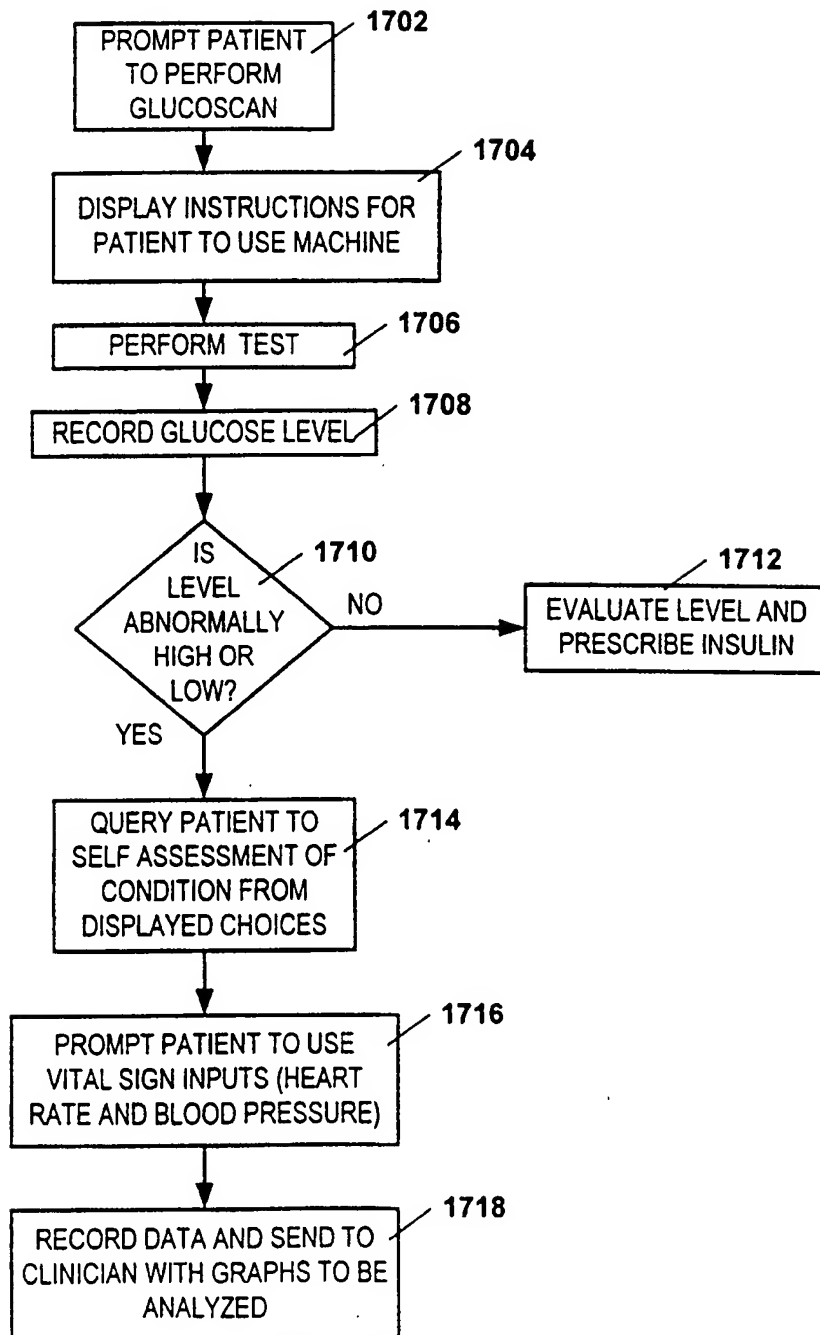 1702
PROMPT PATIENT
TO PERFORM
GLUCOSCAN
1704
DISPLAY INSTRUCTIONS FOR
PATIENT TO USE MACHINE
1706
PERFORM TEST
1708
RECORD GLUCOSE LEVEL
1710
IS
LEVEL
ABNORMALLY
HIGH OR
LOW?
NO
1712
EVALUATE LEVEL AND
PRESCRIBE INSULIN
YES
1714
QUERY PATIENT TO
SELF ASSESSMENT OF
CONDITION FROM
DISPLAYED CHOICES
1716
PROMPT PATIENT TO USE
VITAL SIGN INPUTS (HEART
RATE AND BLOOD PRESSURE)
1718
RECORD DATA AND SEND TO
CLINICIAN WITH GRAPHS TO BE
ANALYZED